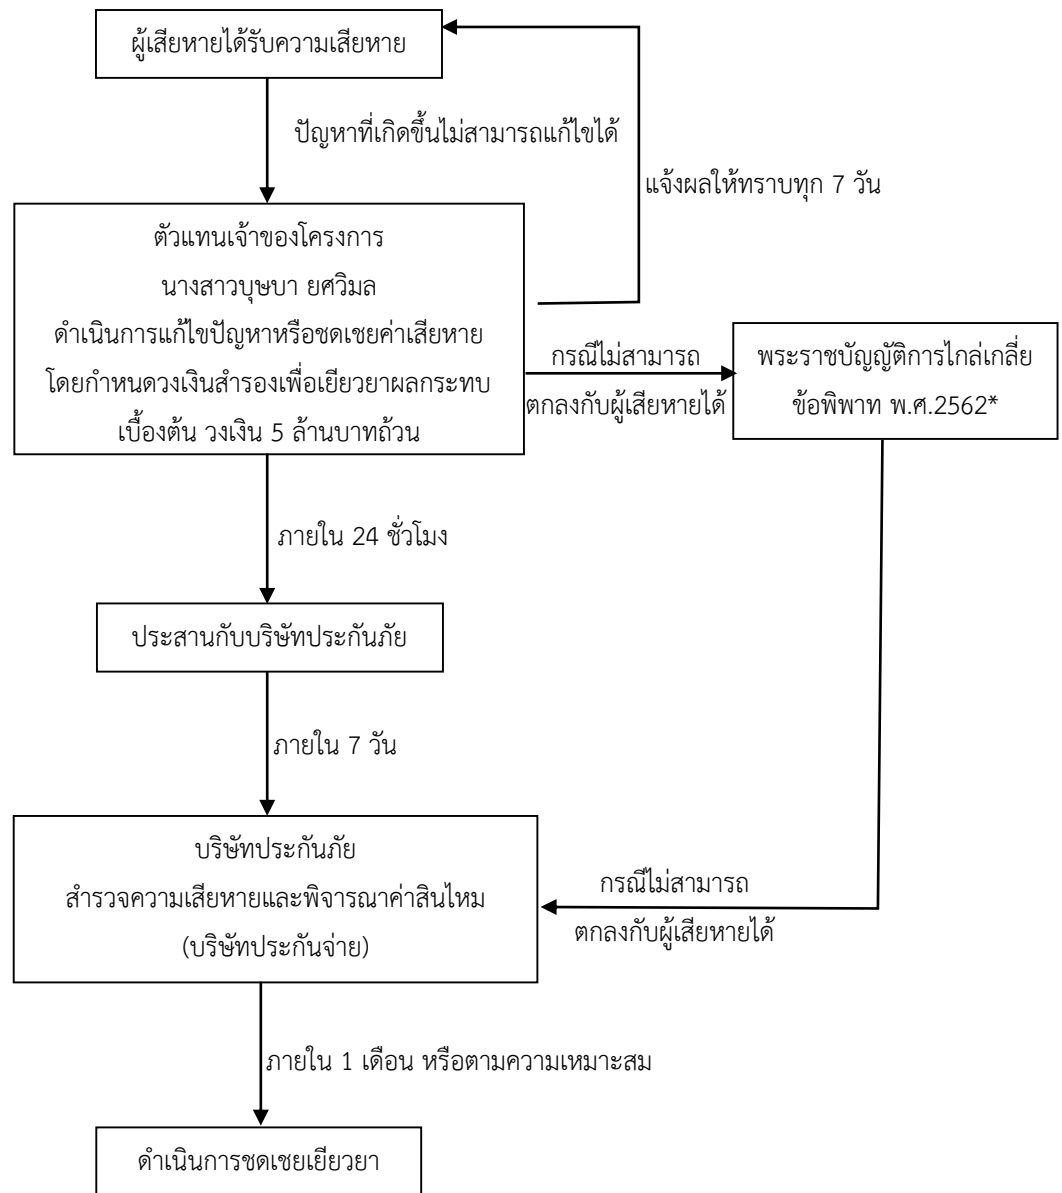 ผู้เสียหายได้รับความเสียหาย
ปัญหาที่เกิดขึ้นไม่สามารถแก้ไขได้
แจ้งผลให้ทราบทุก 7 วัน
ตัวแทนเจ้าของโครงการ
นางสาวบุษบา ยศวิมล
ดำเนินการแก้ไขปัญหาหรือชดเชยค่าเสียหาย
โดยกำหนดวงเงินสำรองเพื่อเยียวยาผลกระทบ
เบื้องต้น วงเงิน 5 ล้านบาทถ้วน
กรณีไม่สามารถ
ตกลงกับผู้เสียหายได้
พระราชบัญญัติการไกล่เกลี่ย
ข้อพิพาท พ.ศ.2562*
ภายใน 24 ชั่วโมง
ประสานกับบริษัทประกันภัย
ภายใน 7 วัน
บริษัทประกันภัย
สำรวจความเสียหายและพิจารณาค่าสินไหม
(บริษัทประกันจ่าย)
กรณีไม่สามารถ
ตกลงกับผู้เสียหายได้
ภายใน 1 เดือน หรือตามความเหมาะสม
ดำเนินการชดเชยเยียวยา